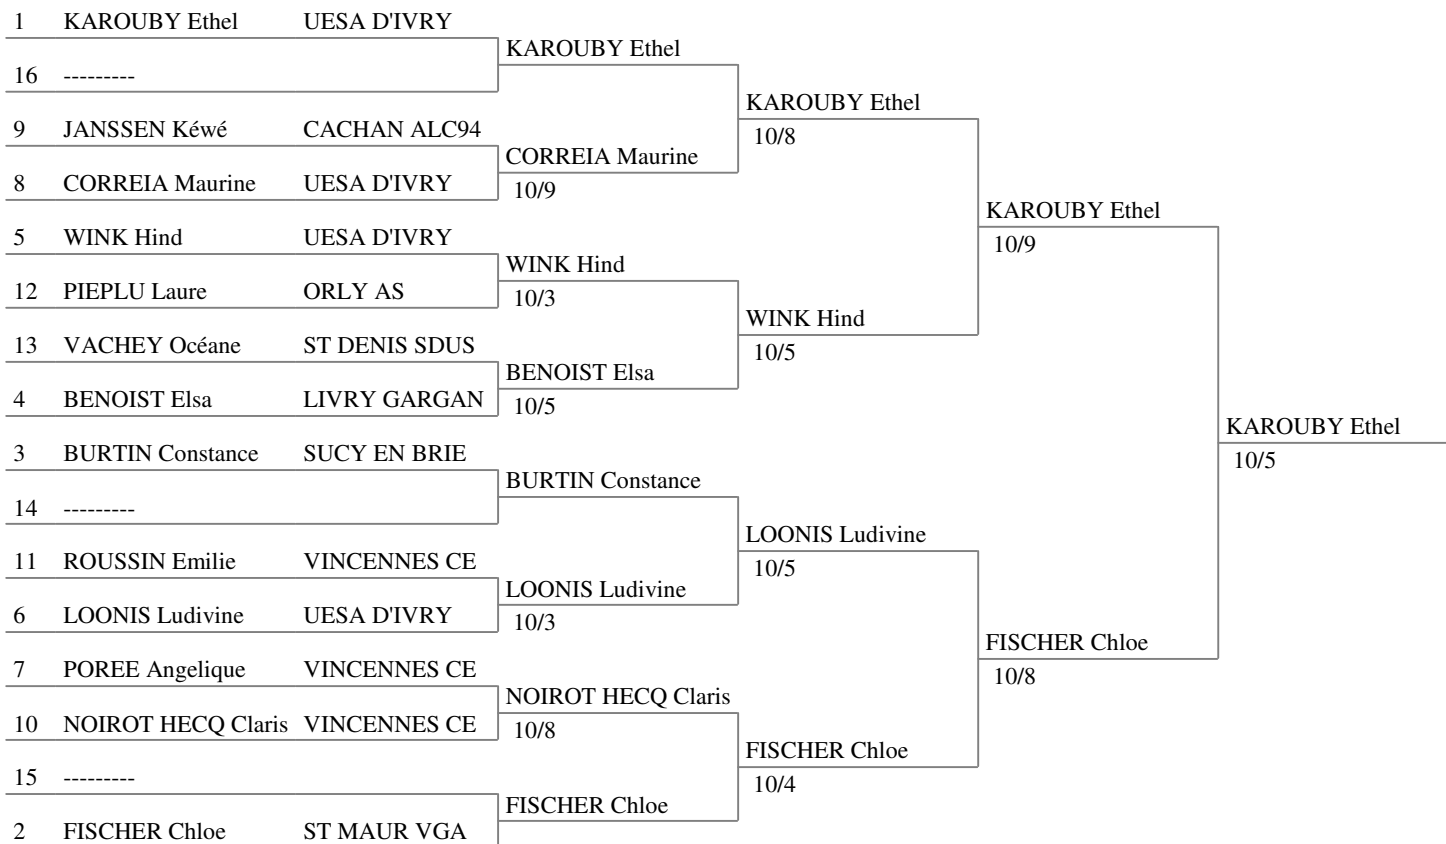 1 KAROUBY Ethel UESA D'IVRY
KAROUBY Ethel
16 ---------
KAROUBY Ethel
10/8
9 JANSSEN Kéwé CACHAN ALC94
CORREIA Maurine
10/9
8 CORREIA Maurine UESA D'IVRY
KAROUBY Ethel
10/9
5 WINK Hind UESA D'IVRY
WINK Hind
10/3
12 PIEPLU Laure ORLY AS
WINK Hind
10/5
13 VACHEY Océane ST DENIS SDUS
BENOIST Elsa
10/5
4 BENOIST Elsa LIVRY GARGAN
KAROUBY Ethel
10/5
3 BURTIN Constance SUCY EN BRIE
BURTIN Constance
14 ---------
LOONIS Ludivine
10/5
11 ROUSSIN Emilie VINCENNES CE
LOONIS Ludivine
10/3
6 LOONIS Ludivine UESA D'IVRY
FISCHER Chloe
10/8
7 POREE Angelique VINCENNES CE
NOIROT HECQ Claris
10/8
10 NOIROT HECQ Claris VINCENNES CE
FISCHER Chloe
10/4
15 ---------
FISCHER Chloe
2 FISCHER Chloe ST MAUR VGA